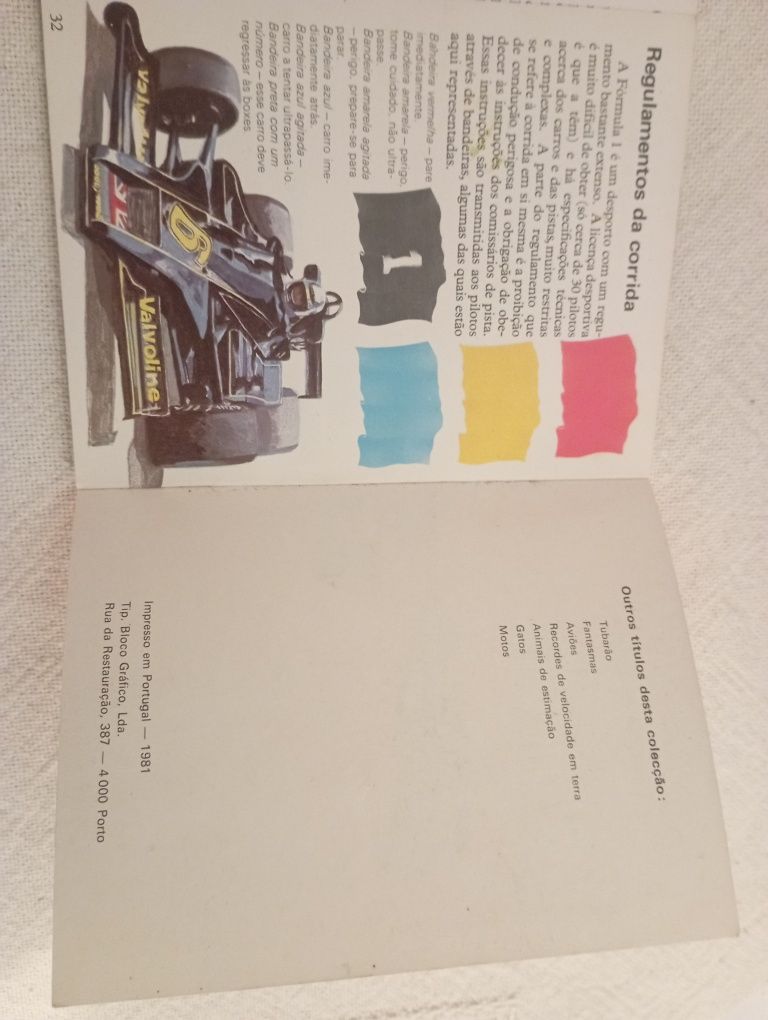 Regulamentos da corrida
A Fórmula 1 é um desporto com um regu-
mento bastante extenso. A licença desportiva
é muito difícil de obter (só cerca de 30 pilotos
é que a têm) e há especificações técnicas
acerca dos carros e das pistas, muito restritas
e complexas. A parte do regulamento que
se refere à corrida em si mesma é a proibição
de condução perigosa e a obrigação de obe-
decer às instruções dos comissários de pista.
Essas instruções são transmitidas aos pilotos
através de bandeiras, algumas das quais estão
aqui representadas.
Bandeira vermelha – pare
imediatamente.
Bandeira amarela – perigo,
tome cuidado não ultra-
passe.
Bandeira amarela agitada
– perigo, prepare-se para
parar.
Bandeira azul – carro ime-
diatamente atrás.
Bandeira azul agitada –
carro a tentar ultrapassá-lo.
Bandeira preta com um
número – esse carro deve
regressar às boxes
1
6
Valvoline
Valvoline
32
Outros títulos desta colecção:
Tubarão
Fantasmas
Aviões
Recordes de velocidade em terra
Animais de estimação
Gatos
Motos
Impresso em Portugal — 1981
Tip. Bloco Gráfico, Lda.
Rua da Restauração, 387 — 4 000 Porto